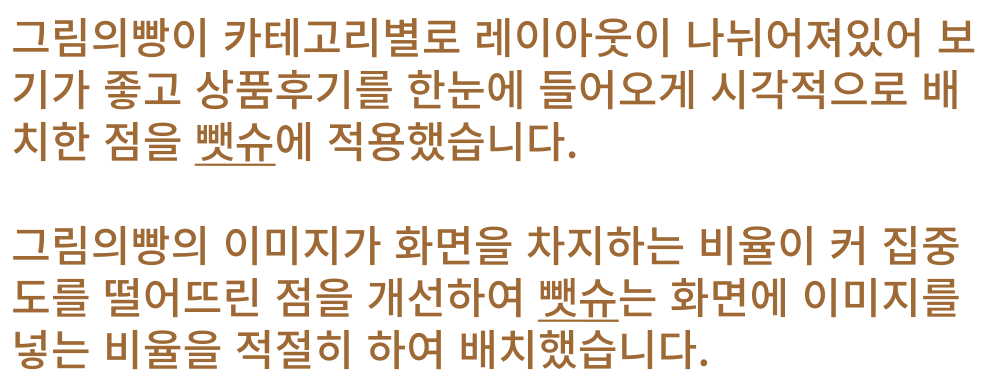 그림의빵이 카테고리별로 레이아웃이 나뉘어져있어 보
기가 좋고 상품후기를 한눈에 들어오게 시각적으로 배
치한 점을 뺏슈에 적용했습니다.
그림의빵의 이미지가 화면을 차지하는 비율이 커 집중
도를 떨어뜨린 점을 개선하여 뺏슈는 화면에 이미지를
넣는 비율을 적절히 하여 배치했습니다.